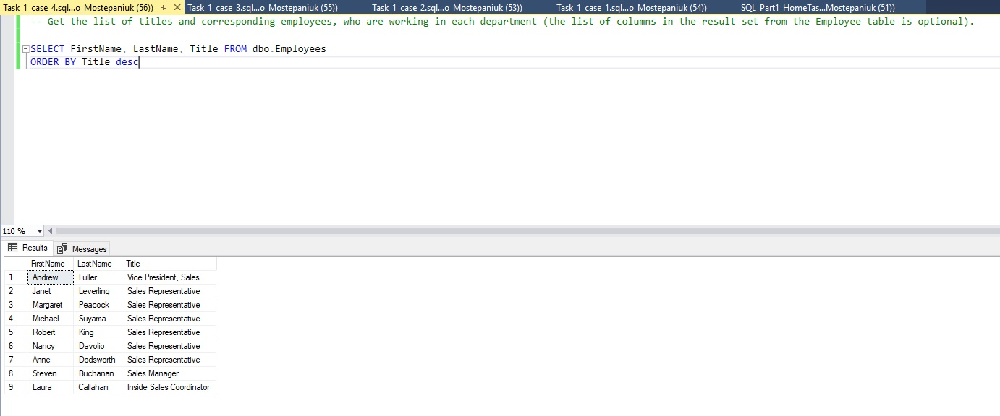 Task_1_case_4.sql...o_Mostepaniuk (56)) Task_1_case_3.sql...o_Mostepaniuk (55)) Task_1_case_2.sql...o_Mostepaniuk (53)) Task_1_case_1.sql...o_Mostepaniuk (54)) SQL_Part1_HomeTas...Mostepaniuk (51))
-- Get the list of titles and corresponding employees, who are working in each department (the list of columns in the result set from the Employee table is optional).
SELECT FirstName, LastName, Title FROM dbo.Employees
ORDER BY Title desc
110 %
Results Messages
FirstName LastName Title
1 Andrew Fuller Vice President, Sales
2 Janet Leverling Sales Representative
3 Margaret Peacock Sales Representative
4 Michael Suyama Sales Representative
5 Robert King Sales Representative
6 Nancy Davolio Sales Representative
7 Anne Dodsworth Sales Representative
8 Steven Buchanan Sales Manager
9 Laura Callahan Inside Sales Coordinator